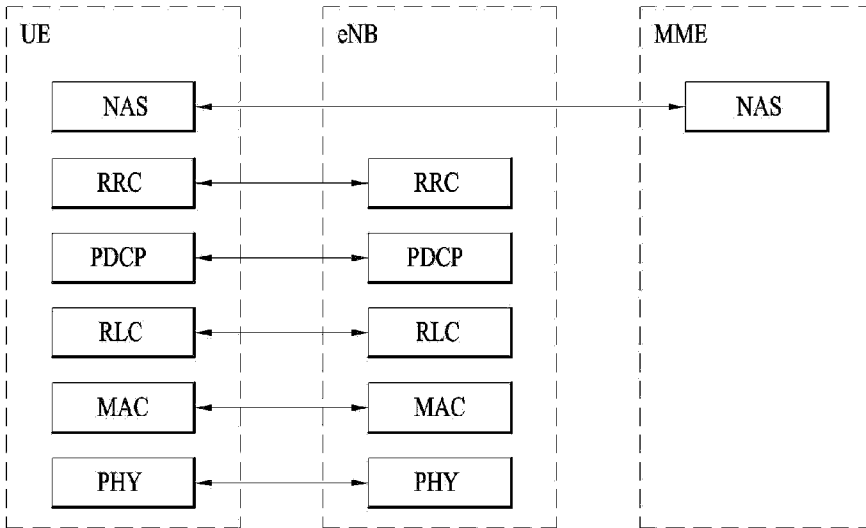 UE eNB MME
NAS NAS
RRC RRC
PDCP PDCP
RLC RLC
MAC MAC
PHY PHY